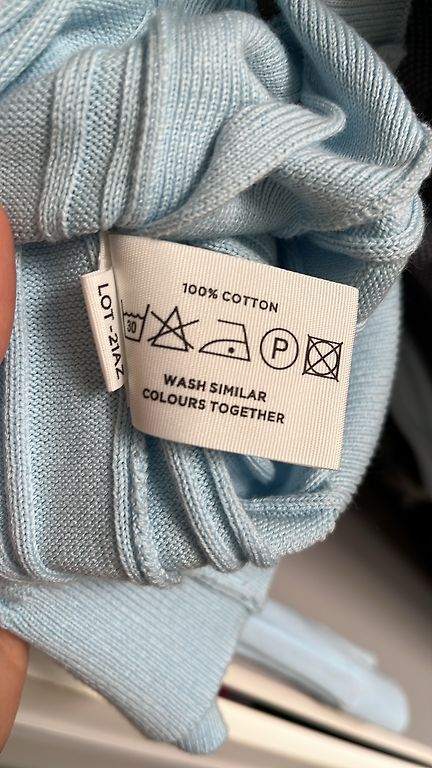 100% COTTON
30
P
WASH SIMILAR
COLOURS TOGETHER
LOT - 21AZ